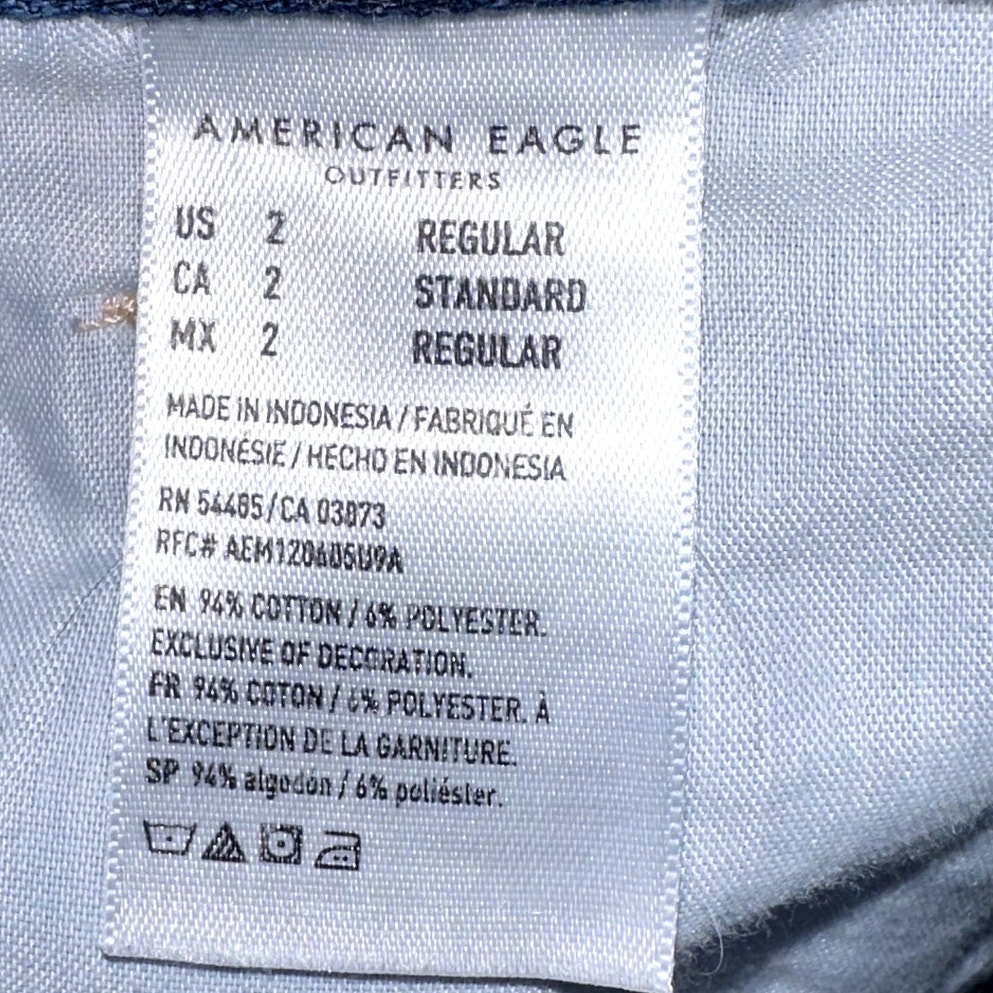 AMERICAN EAGLE
OUTFITTERS
US 2 REGULAR
CA 2 STANDARD
MX 2 REGULAR
MADE IN INDONESIA / FABRIQUÉ EN
INDONÉSIE / HECHO EN INDONESIA
RN 54485/CA 03873
RFC# AEM120605U9A
EN 94% COTTON / 6% POLYESTER.
EXCLUSIVE OF DECORATION.
FR 94% COTON / 6% POLYESTER. À
L'EXCEPTION DE LA GARNITURE.
SP 94% algodón / 6% poliéster.